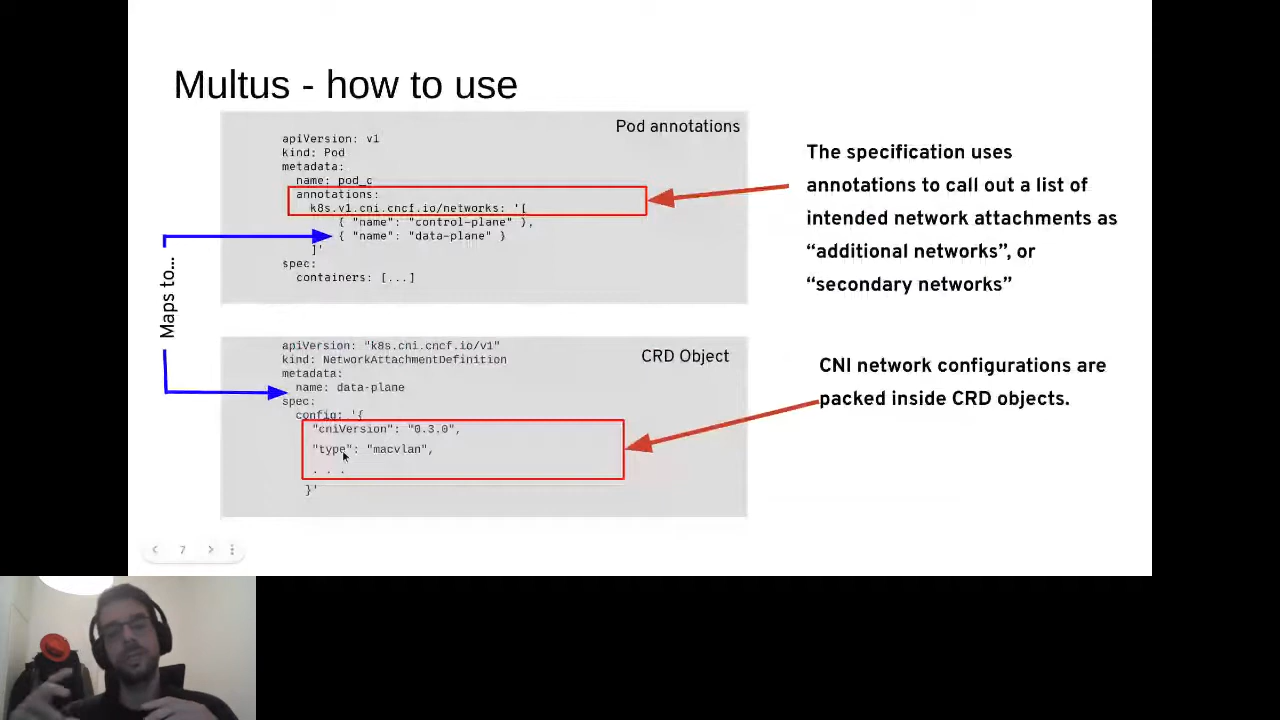 Multus - how to use
Pod annotations
apiVersion: v1
kind: Pod
metadata:
name: pod_c
annotations:
k8s.v1.cni.cncf.io/networks: '[
{ "name": "control-plane" },
{ "name": "data-plane" }
]'
spec:
containers: [...]
The specification uses
annotations to call out a list of
intended network attachments as
“additional networks”, or
“secondary networks”
Maps to...
CRD Object
apiVersion: "k8s.cni.cncf.io/v1"
kind: NetworkAttachmentDefinition
metadata:
name: data-plane
spec:
config: '{
"cniVersion": "0.3.0",
"type": "macvlan",
. . .
}'
CNI network configurations are
packed inside CRD objects.
7